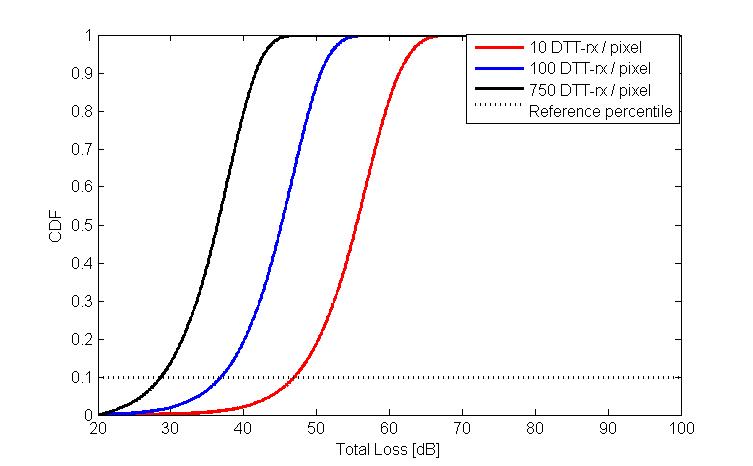 1
0.9
0.8
0.7
0.6
0.5
0.4
0.3
0.2
0.1
0
CDF
10 DTT-rx / pixel
100 DTT-rx / pixel
750 DTT-rx / pixel
Reference percentile
20 30 40 50 60 70 80 90 100
Total Loss [dB]